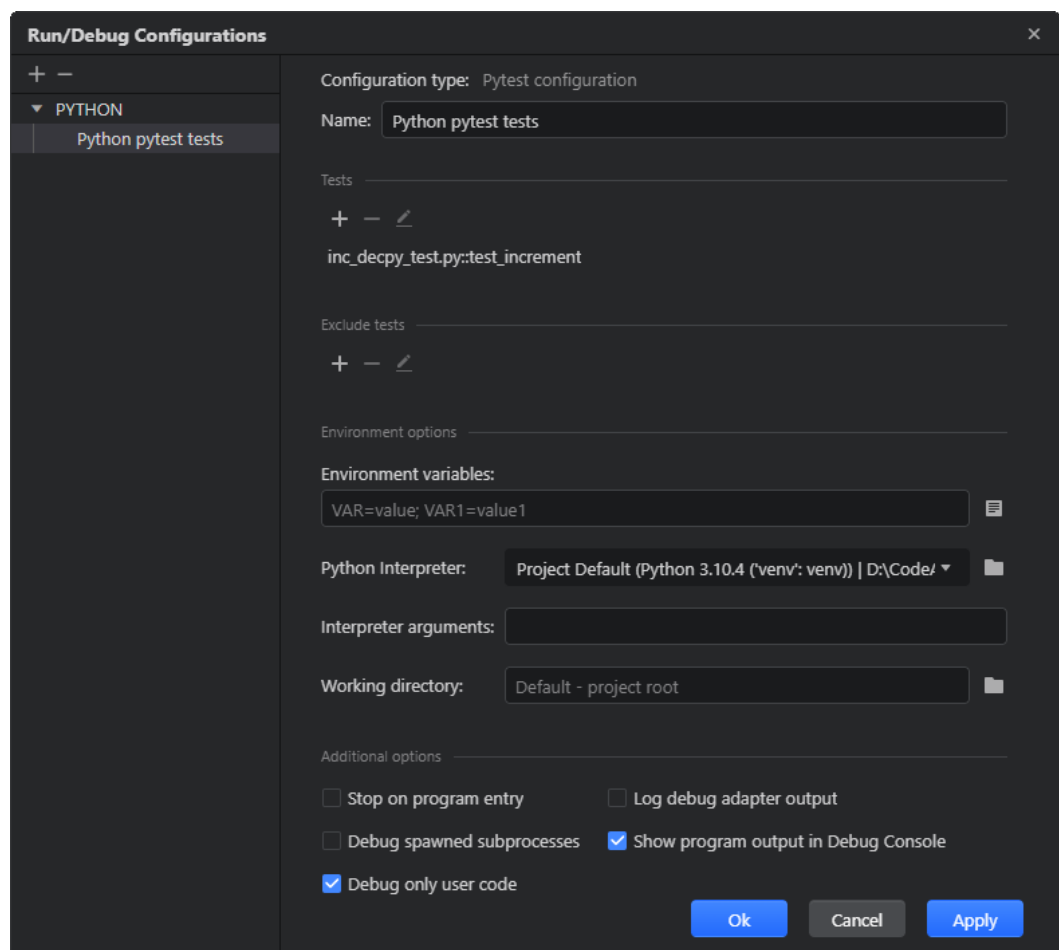 Run/Debug Configurations
PYTHON
Python pytest tests
Configuration type: Pytest configuration
Name: Python pytest tests
Tests
inc_decpy_test.py::test_increment
Exclude tests
Environment options
Environment variables:
VAR=value; VAR1=value1
Python Interpreter: Project Default (Python 3.10.4 ('venv': venv)) | D:\CodeA
Interpreter arguments:
Working directory: Default - project root
Additional options
Stop on program entry Log debug adapter output
Debug spawned subprocesses Show program output in Debug Console
Debug only user code
Ok Cancel Apply